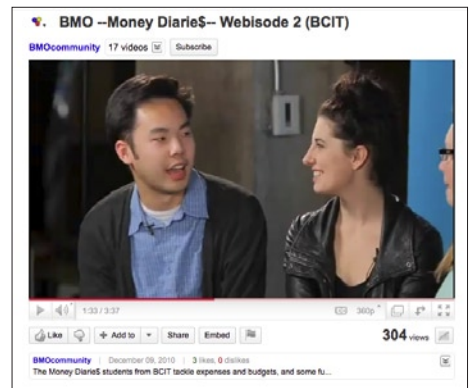 BMO --Money Diarie$-- Webisode 2 (BCIT)
BMOcommunity 17 videos Subscribe
1:33 / 3:37 360p
Like + Add to Share Embed 304 views
BMOcommunity | December 09, 2010 | 3 likes, 0 dislikes
The Money Diarie$ students from BCIT tackle expenses and budgets, and some fu...